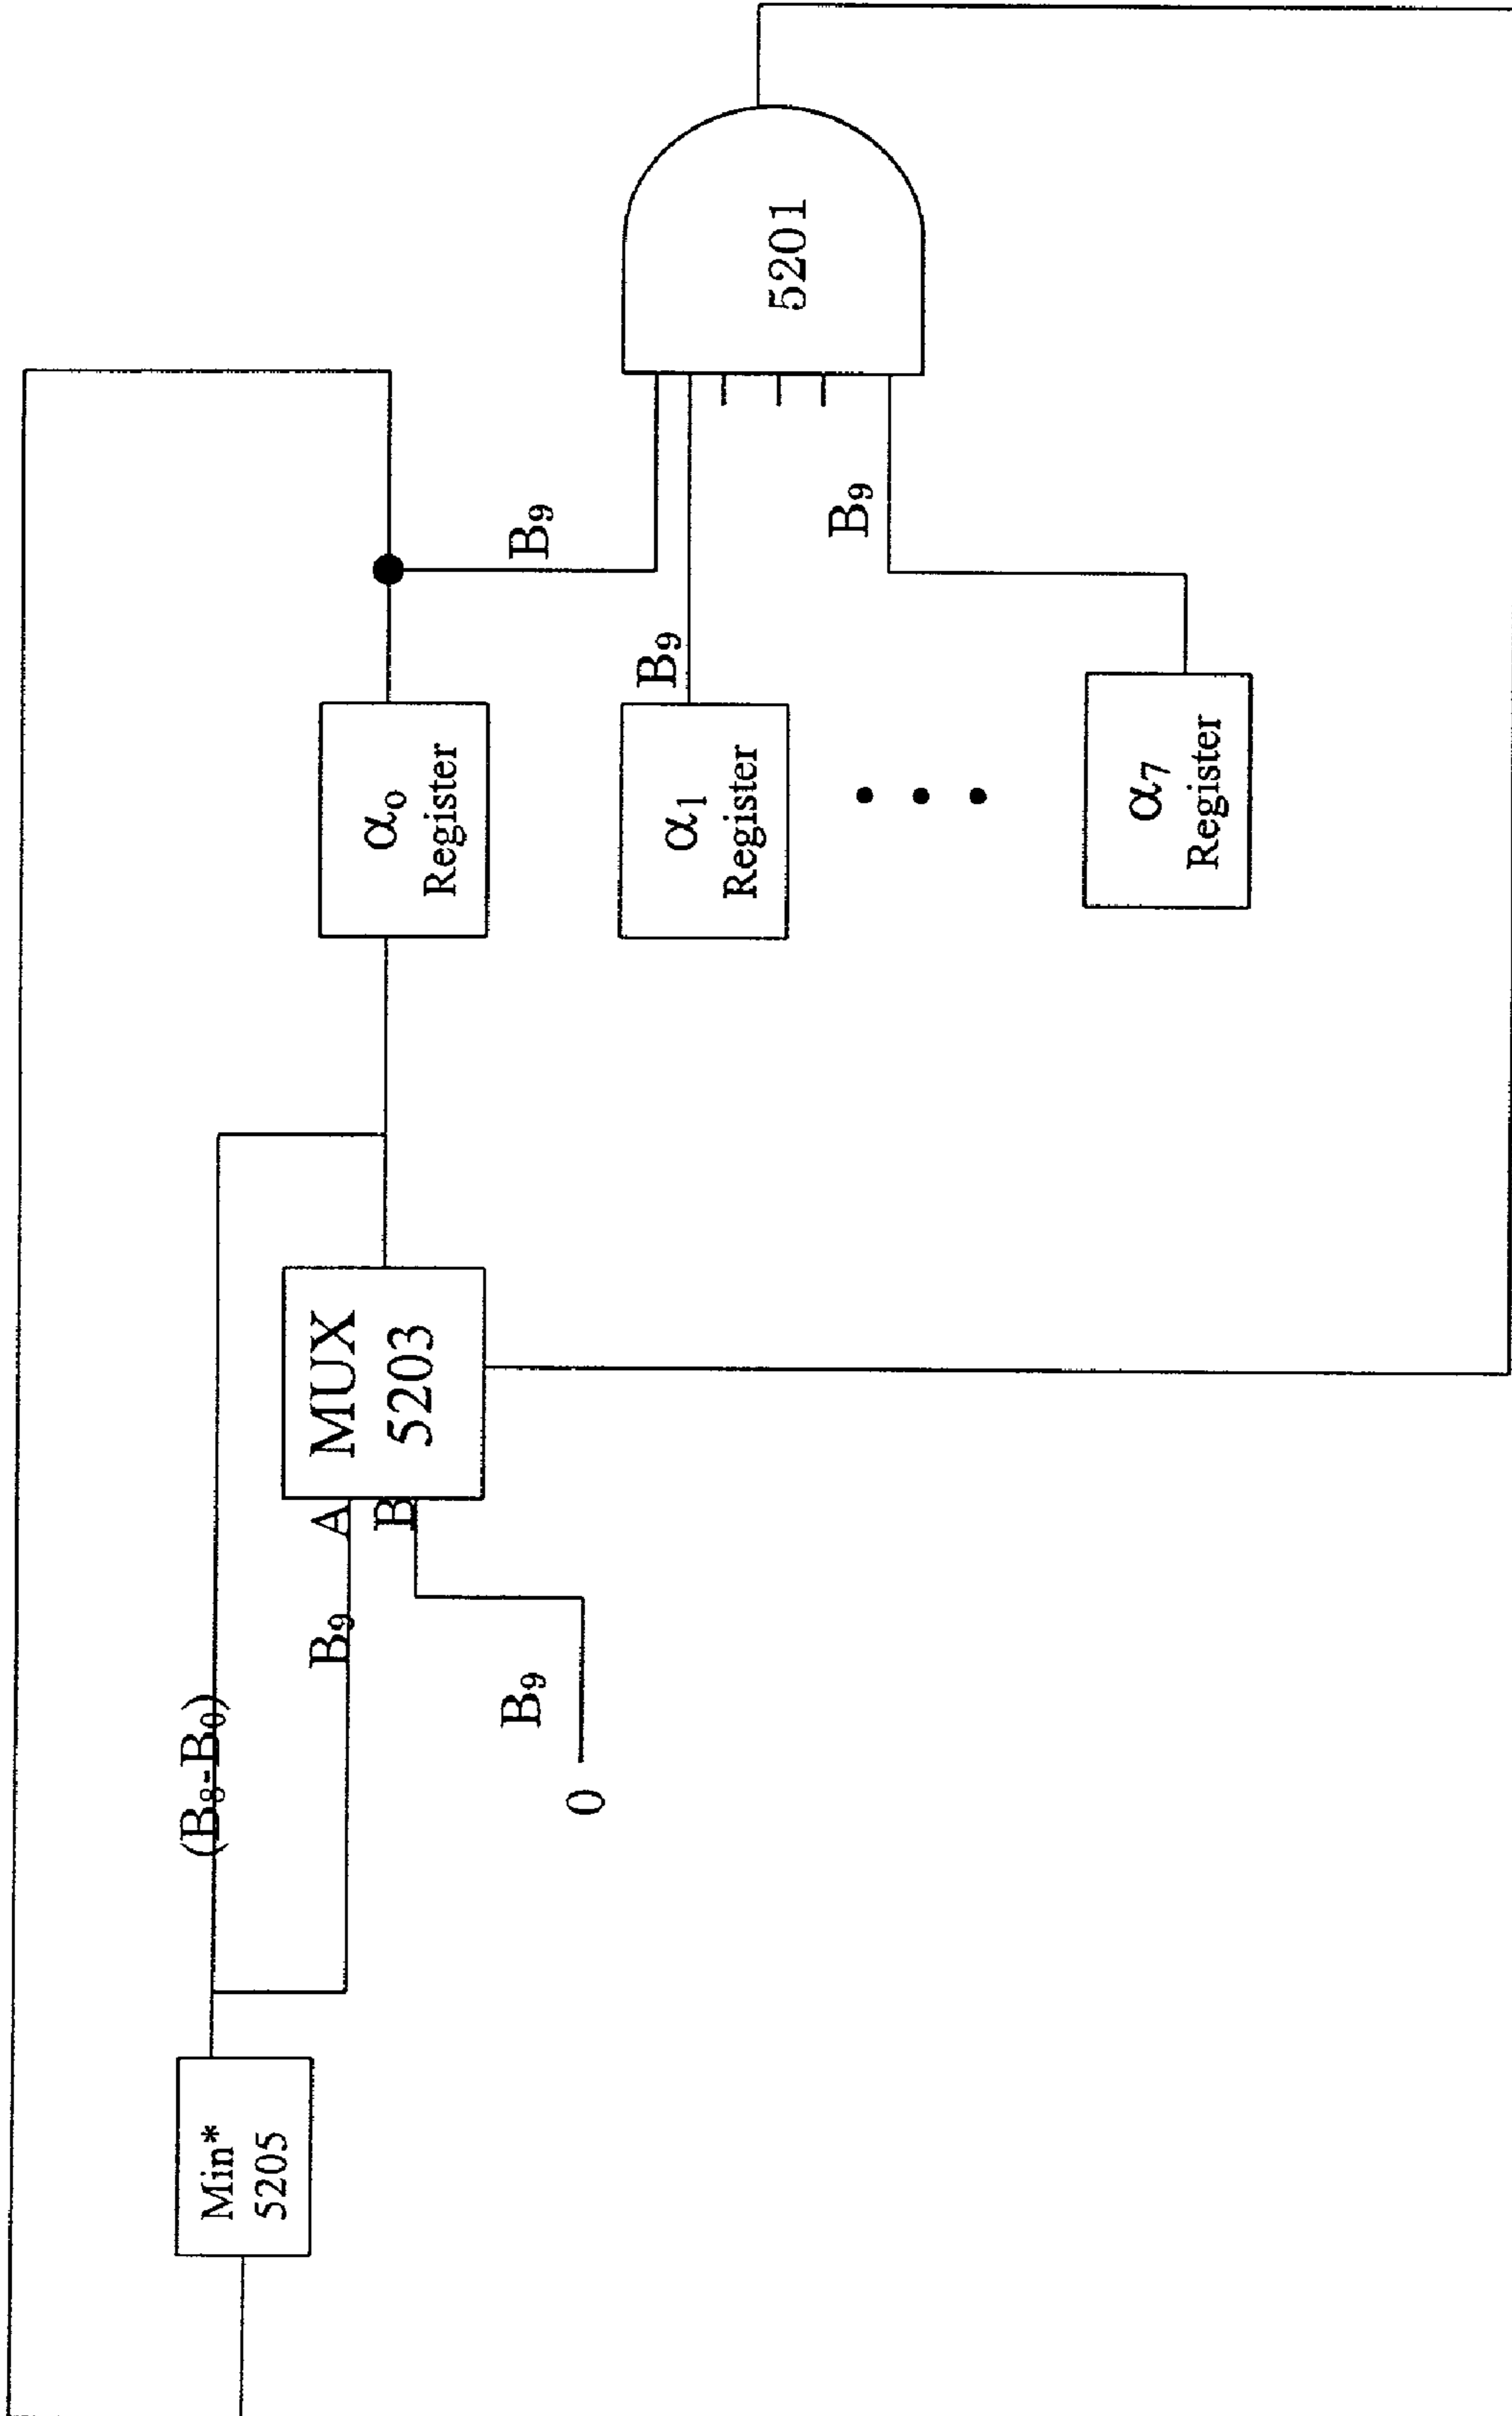 Min*
5205
(B₈-B₀)
B₉
A
B
MUX
5203
B₉
0
α₀
Register
B₉
α₁
Register
B₉
α₇
Register
B₉
5201